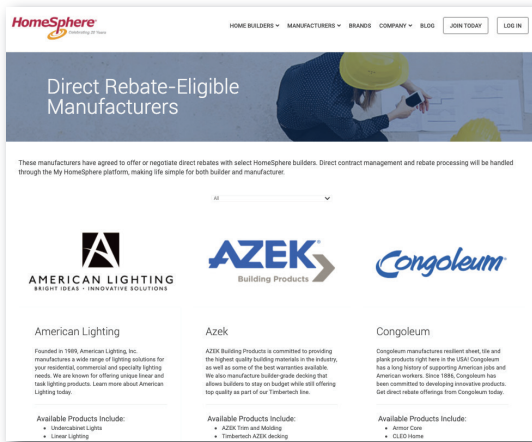 HomeSphere
Celebrating 20 Years
HOME BUILDERS MANUFACTURERS BRANDS COMPANY BLOG JOIN TODAY LOG IN
Direct Rebate-Eligible
Manufacturers
These manufacturers have agreed to offer or negotiate direct rebates with select HomeSphere builders. Direct contract management and rebate processing will be handled
through the My HomeSphere platform, making life simple for both builder and manufacturer.
All
AMERICAN LIGHTING
BRIGHT IDEAS • INNOVATIVE SOLUTIONS
AZEK®
Building Products
Congoleum®
American Lighting
Founded in 1989, American Lighting, Inc.
manufactures a wide range of lighting solutions for
your residential, commercial and specialty lighting
needs. We are known for offering unique linear and
task lighting products. Learn more about American
Lighting today.
Available Products Include:
• Undercabinet Lights
• Linear Lighting
Azek
AZEK Building Products is committed to providing
the highest quality building materials in the industry,
as well as some of the best warranties available.
We also manufacture builder-grade decking that
allows builders to stay on budget while still offering
top quality as part of our Timbertech line.
Available Products Include:
• AZEK Trim and Molding
• Timbertech AZEK decking
Congoleum
Congoleum manufactures resilient sheet, tile and
plank products right here in the USA! Congoleum
has a long history of supporting American jobs and
American workers. Since 1886, Congoleum has
been committed to developing innovative products.
Get direct rebate offerings from Congoleum today.
Available Products Include:
• Armor Core
• CLEO Home